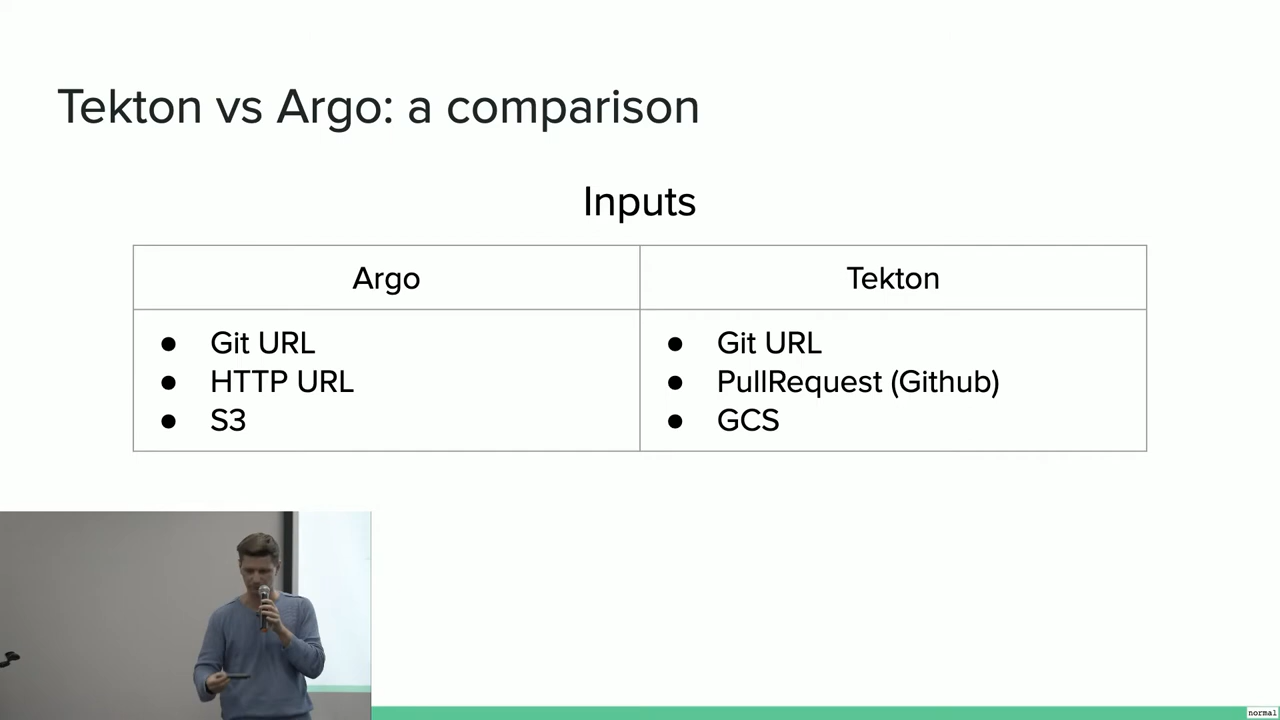 Tekton vs Argo: a comparison
Inputs
Argo
Tekton
● Git URL
● HTTP URL
● S3
● Git URL
● PullRequest (Github)
● GCS
normal